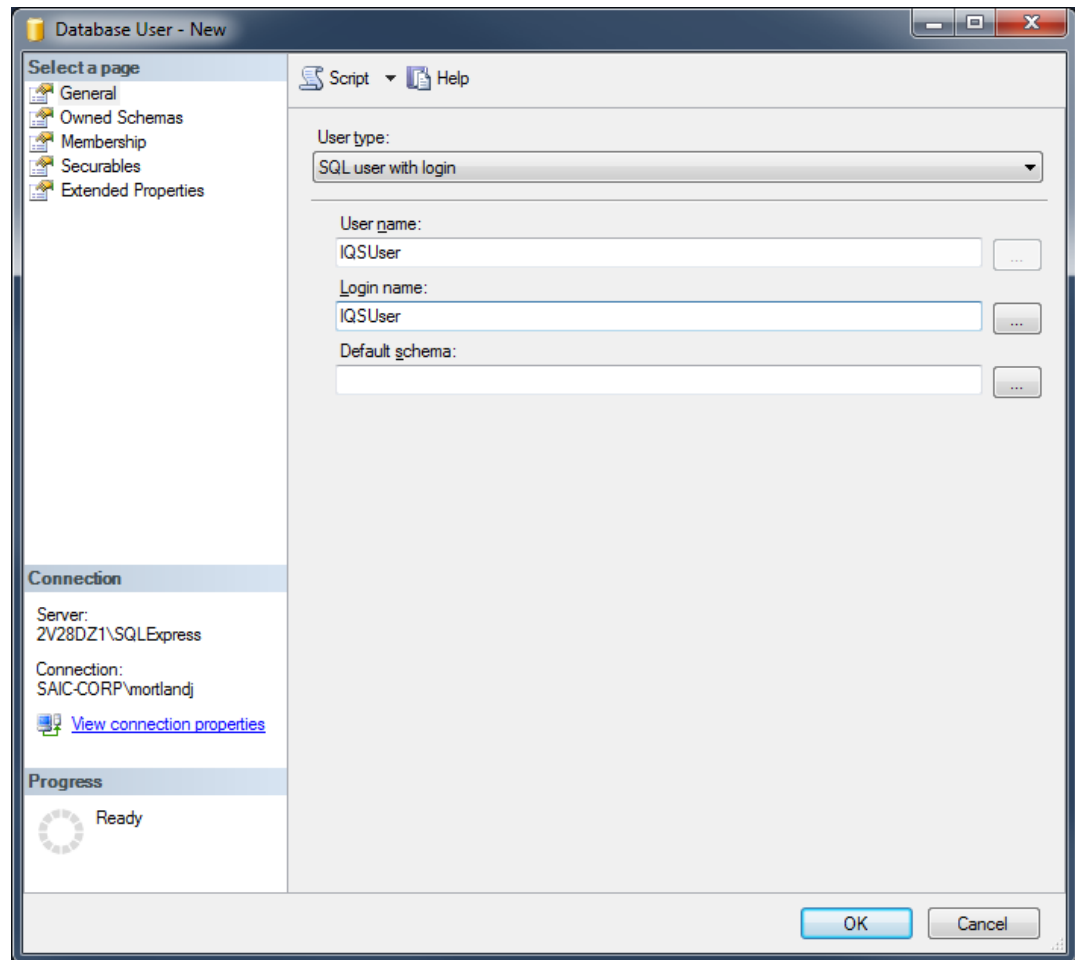 Database User - New
Select a page
General
Owned Schemas
Membership
Securables
Extended Properties
Script Help
User type:
SQL user with login
User name:
IQSUser
...
Login name:
IQSUser
...
Default schema:
...
Connection
Server:
2V28DZ1\SQLExpress
Connection:
SAIC-CORP\mortlandj
View connection properties
Progress
Ready
OK Cancel